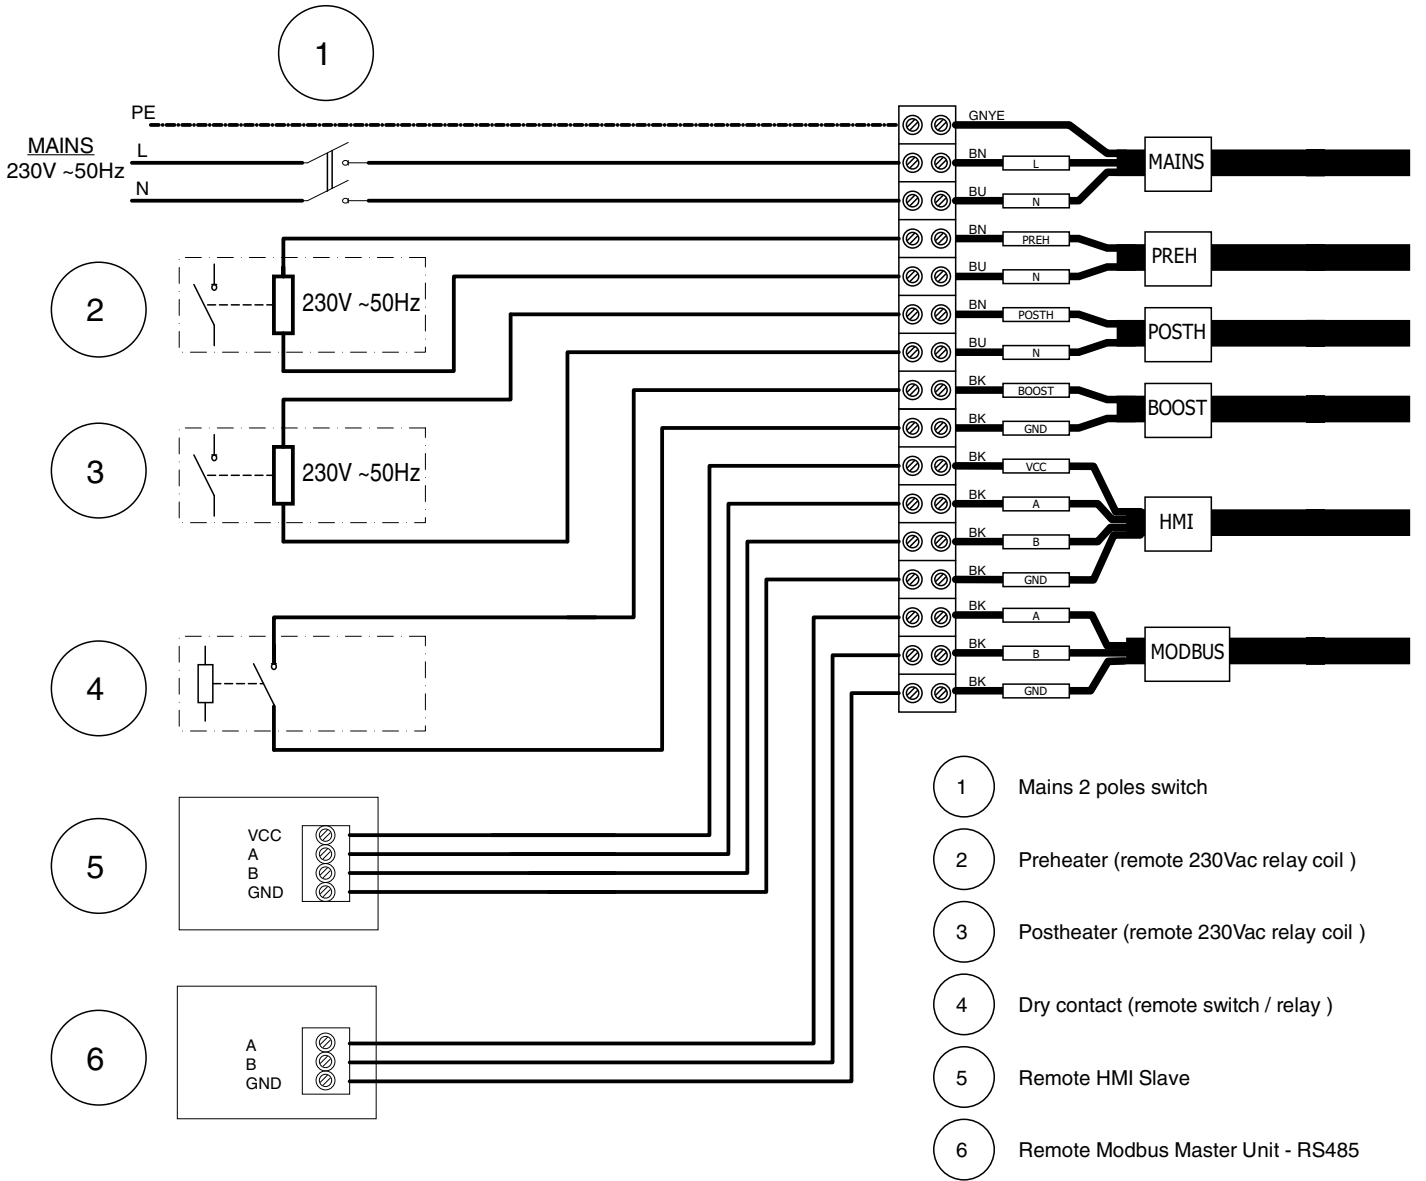 1
PE
MAINS
230V ~50Hz
L
N
GNYE
BN
L
BU
N
MAINS
BN
PREH
BU
N
PREH
BN
POSTH
BU
N
POSTH
BK
BOOST
BK
GND
BOOST
BK
VCC
BK
A
BK
B
BK
GND
HMI
BK
A
BK
B
BK
GND
MODBUS
2
230V ~50Hz
3
230V ~50Hz
4
5
VCC
A
B
GND
6
A
B
GND
1 Mains 2 poles switch
2 Preheater (remote 230Vac relay coil )
3 Postheater (remote 230Vac relay coil )
4 Dry contact (remote switch / relay )
5 Remote HMI Slave
6 Remote Modbus Master Unit - RS485